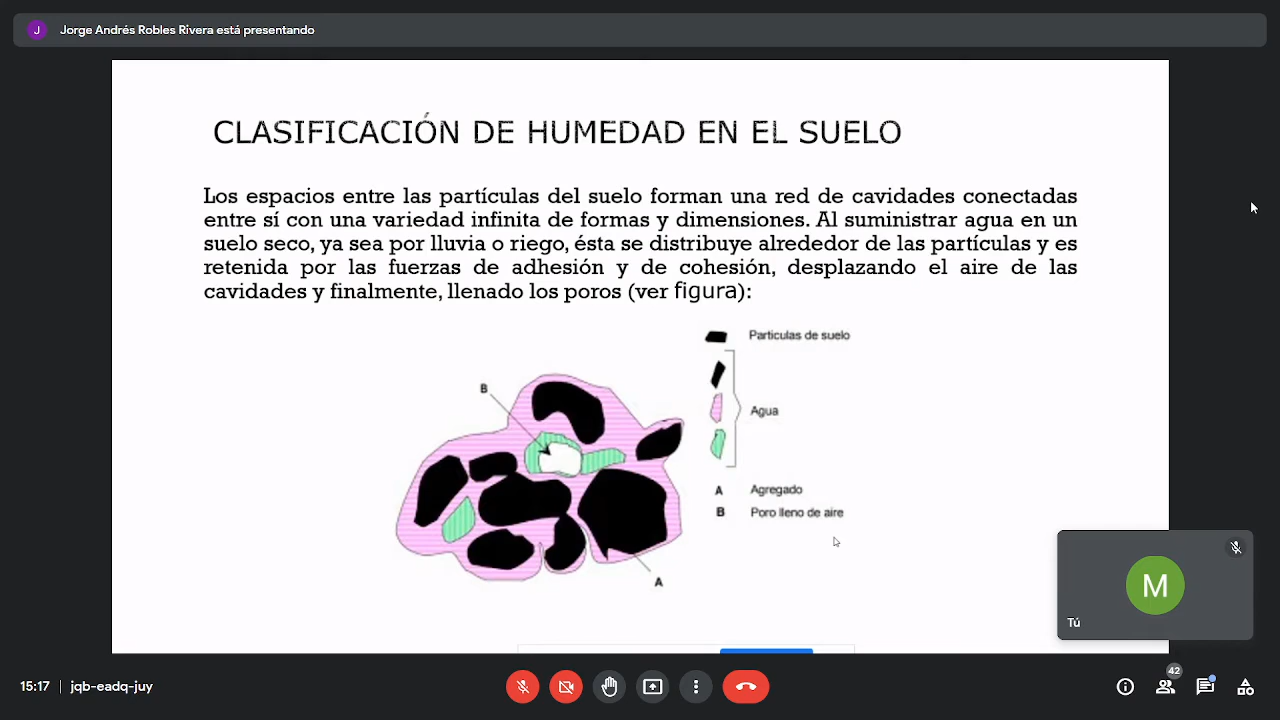 J
Jorge Andrés Robles Rivera está presentando
CLASIFICACIÓN DE HUMEDAD EN EL SUELO
Los espacios entre las partículas del suelo forman una red de cavidades conectadas
entre sí con una variedad infinita de formas y dimensiones. Al suministrar agua en un
suelo seco, ya sea por lluvia o riego, ésta se distribuye alrededor de las partículas y es
retenida por las fuerzas de adhesión y de cohesión, desplazando el aire de las
cavidades y finalmente, llenado los poros (ver figura):
Particulas de suelo
B
Agua
A Agregado
B Poro lleno de aire
A
M
Tú
15:17 | jqb-eadq-juy
42